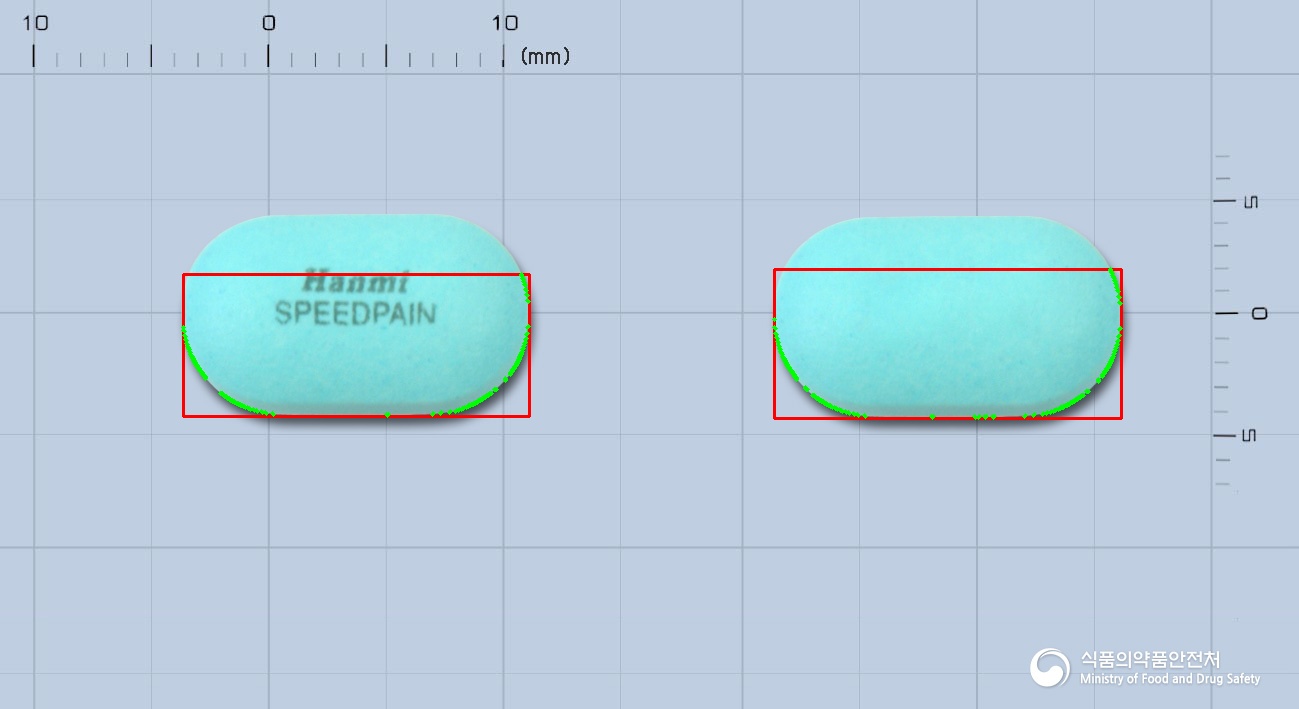 10 0 10
(mm)
5
Hanmi
SPEEDPAIN
0
5
식품의약품안전처
Ministry of Food and Drug Safety